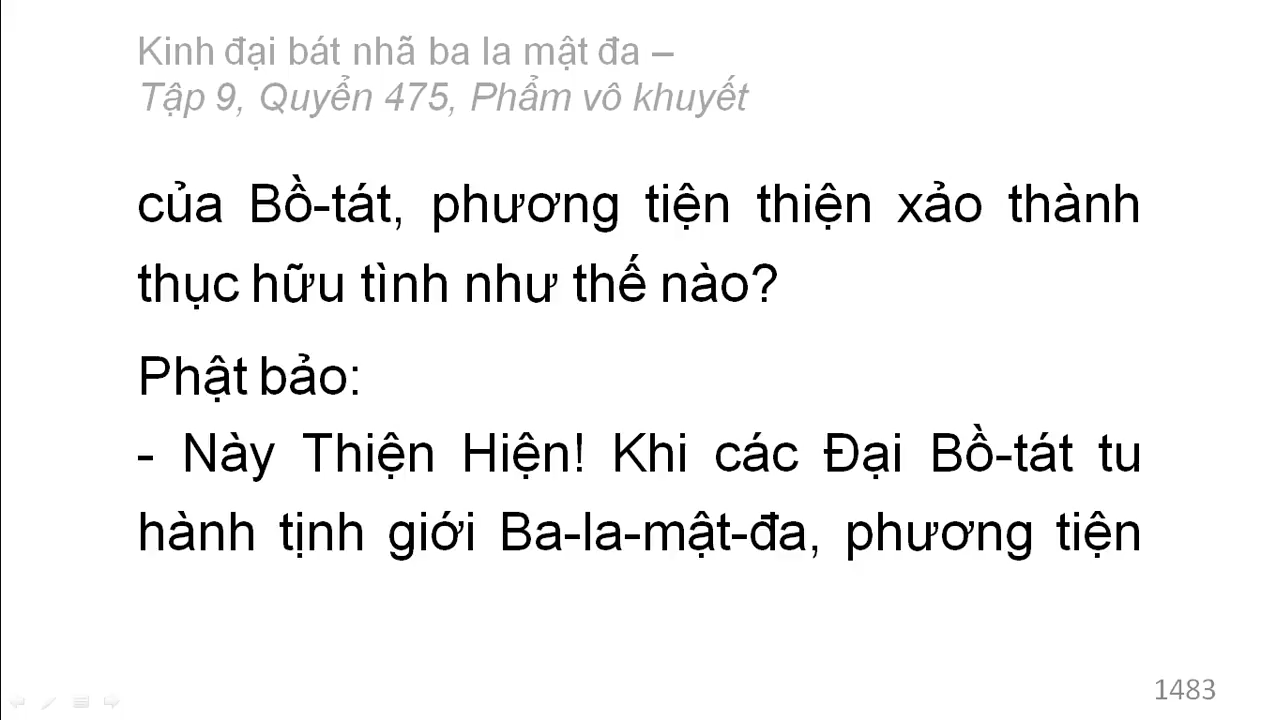 Kinh đại bát nhã ba la mật đa –
Tập 9, Quyển 475, Phẩm vô khuyết
của Bồ-tát, phương tiện thiện xảo thành
thục hữu tình như thế nào?
Phật bảo:
- Này Thiện Hiện! Khi các Đại Bồ-tát tu
hành tịnh giới Ba-la-mật-đa, phương tiện
1483